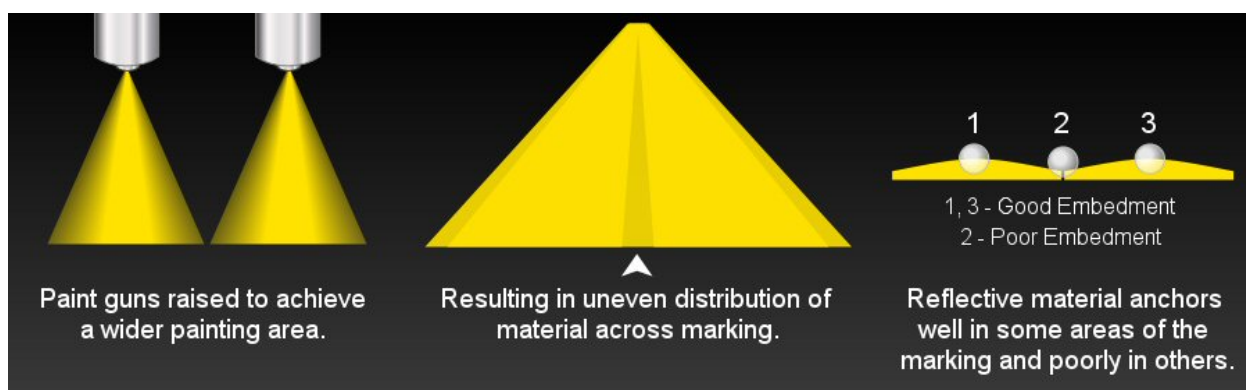 Paint guns raised to achieve
a wider painting area.
Resulting in uneven distribution of
material across marking.
1 2 3
1, 3 - Good Embedment
2 - Poor Embedment
Reflective material anchors
well in some areas of the
marking and poorly in others.